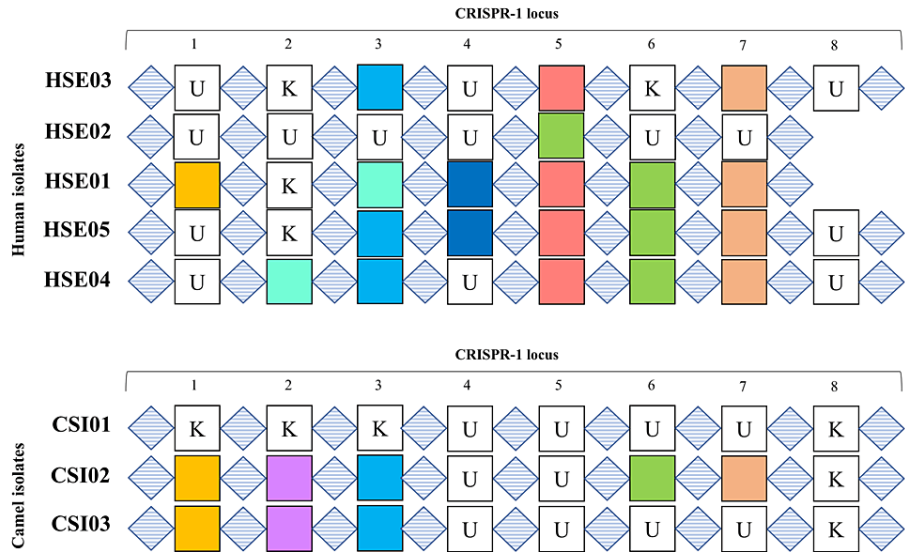 CRISPR-1 locus
1 2 3 4 5 6 7 8
Human isolates
HSE03 U K U K U
HSE02 U U U U U U
HSE01 K
HSE05 U K U
HSE04 U U U
CRISPR-1 locus
1 2 3 4 5 6 7 8
Camel isolates
CSI01 K K K U U U U K
CSI02 U U K
CSI03 U U U U K